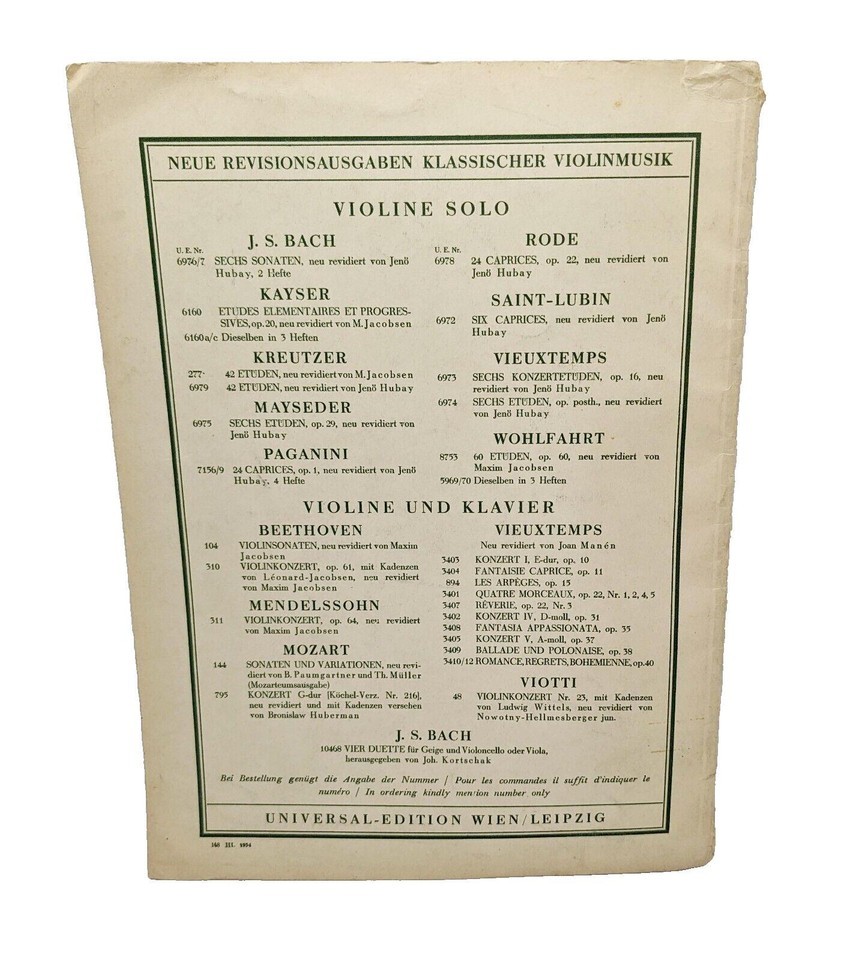 NEUE REVISIONSAUSGABEN KLASSISCHER VIOLINMUSIK
VIOLINE SOLO
J. S. BACH
U. E. Nr.
6976/7 SECHS SONATEN, neu revidiert von Jenö
Hubay, 2 Hefte
KAYSER
6160 ETUDES ELEMENTAIRES ET PROGRES-
SIVES, op. 20, neu revidiert von M. Jacobsen
6160a/c Dieselben in 3 Heften
KREUTZER
277 42 ETÜDEN, neu revidiert von M. Jacobsen
6979 42 ETÜDEN, neu revidiert von Jenö Hubay
MAYSEDER
6975 SECHS ETÜDEN, op. 29, neu revidiert von
Jenö Hubay
PAGANINI
7156/9 24 CAPRICES, op. 1, neu revidiert von Jenö
Hubay, 4 Hefte
RODE
U. E. Nr.
6978 24 CAPRICES, op. 22, neu revidiert von
Jenö Hubay
SAINT-LUBIN
6972 SIX CAPRICES, neu revidiert von Jenö
Hubay
VIEUXTEMPS
6973 SECHS KONZERTETÜDEN, op. 16, neu
revidiert von Jenö Hubay
6974 SECHS ETÜDEN, op. posth., neu revidiert
von Jenö Hubay
WOHLFAHRT
8753 60 ETÜDEN, op. 60, neu revidiert von
Maxim Jacobsen
5969/70 Dieselben in 3 Heften
VIOLINE UND KLAVIER
BEETHOVEN
104 VIOLINSONATEN, neu revidiert von Maxim
Jacobsen
310 VIOLINKONZERT, op. 61, mit Kadenzen
von Léonard-Jacobsen, neu revidiert
von Maxim Jacobsen
MENDELSSOHN
311 VIOLINKONZERT, op. 64, neu revidiert
von Maxim Jacobsen
MOZART
144 SONATEN UND VARIATIONEN, neu revi-
diert von B. Paumgartner und Th. Müller
(Mozarteumsausgabe)
795 KONZERT G-dur [Köchel-Verz. Nr. 216],
neu revidiert und mit Kadenzen versehen
von Bronislaw Huberman
VIEUXTEMPS
Neu revidiert von Joan Manén
3403 KONZERT I, E-dur, op. 10
3404 FANTAISIE CAPRICE, op. 11
894 LES ARPÈGES, op. 15
3401 QUATRE MORCEAUX, op. 22, Nr. 1, 2, 4, 5
3407 RÊVERIE, op. 22, Nr. 3
3402 KONZERT IV, D-moll, op. 31
3408 FANTASIA APPASSIONATA, op. 35
3405 KONZERT V, A-moll, op. 37
3409 BALLADE UND POLONAISE, op. 38
3410/12 ROMANCE, REGRETS, BOHEMIENNE, op. 40
VIOTTI
48 VIOLINKONZERT Nr. 23, mit Kadenzen
von Ludwig Wittels, neu revidiert von
Nowotny-Hellmesberger jun.
J. S. BACH
10468 VIER DUETTE für Geige und Violoncello oder Viola,
herausgegeben von Joh. Kortschak
Bei Bestellung genügt die Angabe der Nummer / Pour les commandes il suffit d'indiquer le
numéro / In ordering kindly mention number only
UNIVERSAL-EDITION WIEN/LEIPZIG